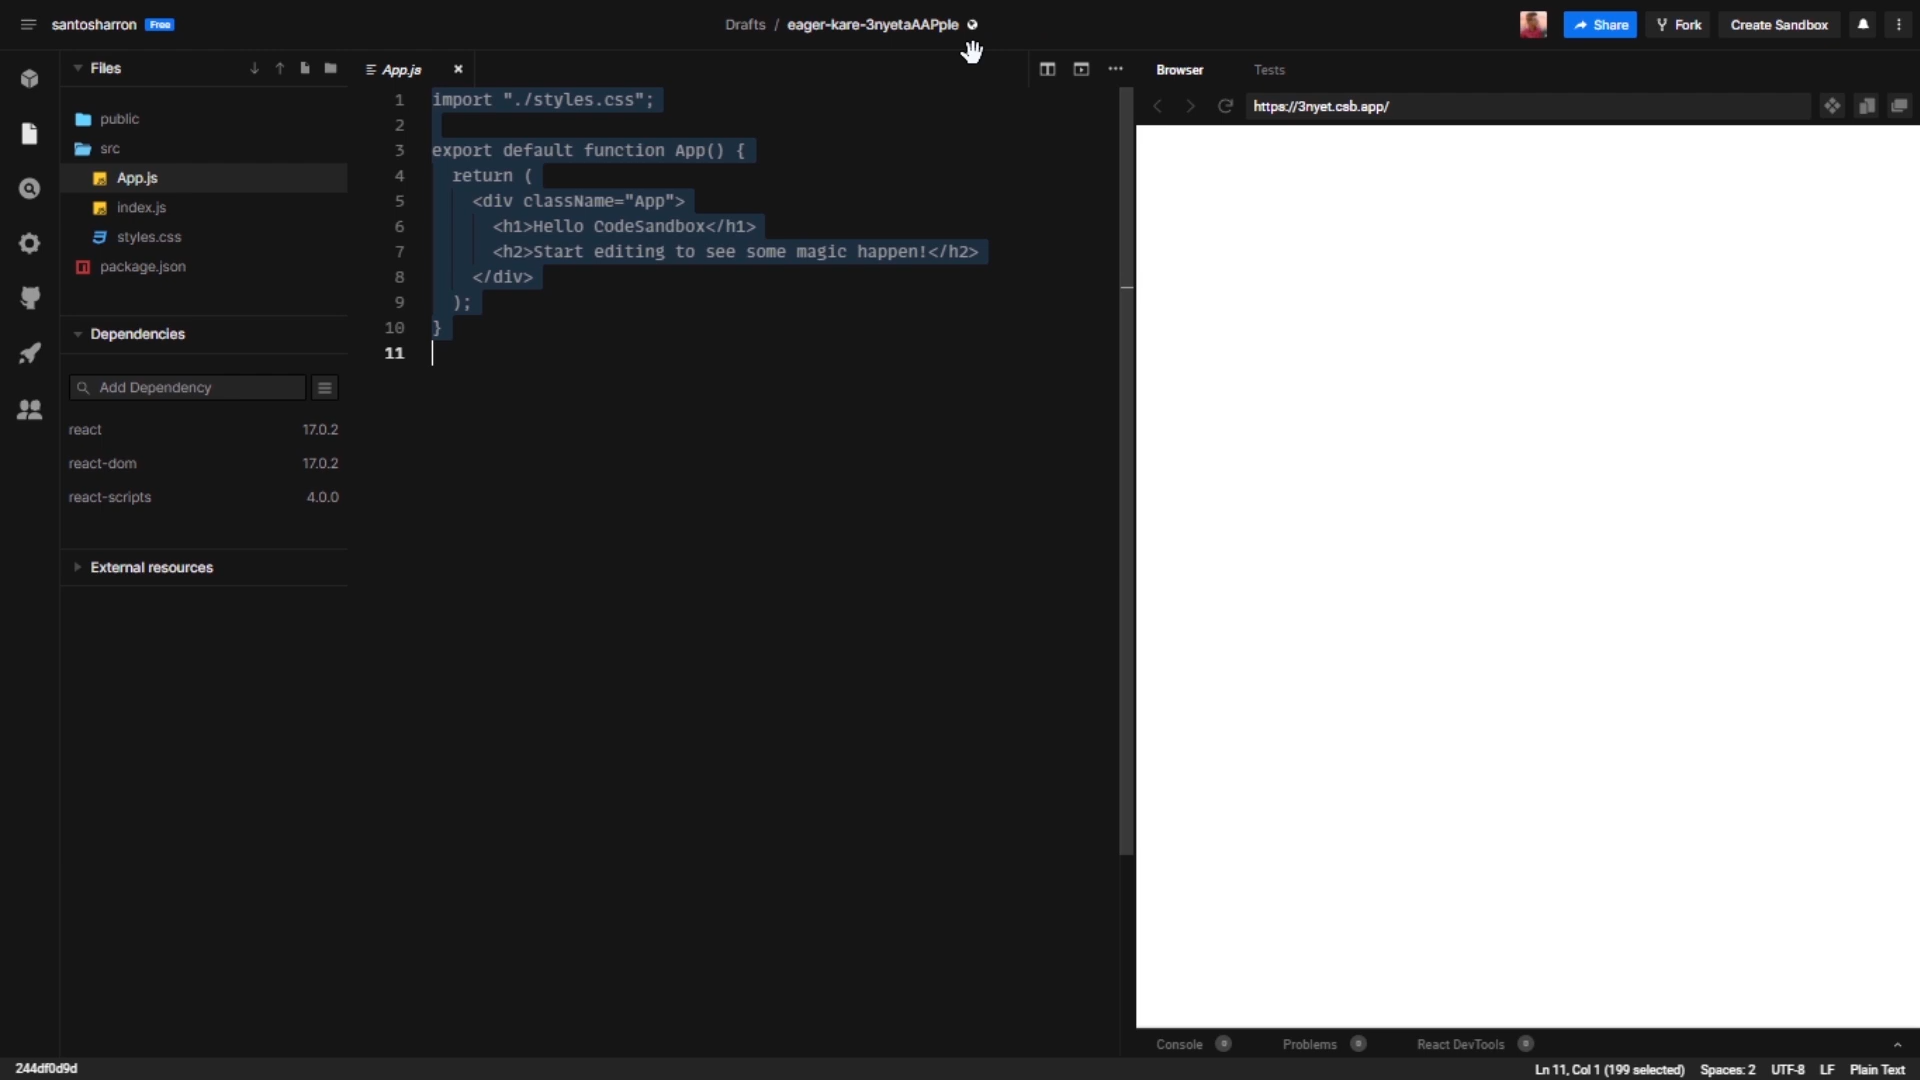 santosharron Free
Drafts / eager-kare-3nyetaAAPple
Share Fork Create Sandbox
Files
public
src
App.js
index.js
styles.css
package.json
Dependencies
Add Dependency
react 17.0.2
react-dom 17.0.2
react-scripts 4.0.0
External resources
App.js
1 import "./styles.css";
2
3 export default function App() {
4 return (
5 <div className="App">
6 <h1>Hello CodeSandbox</h1>
7 <h2>Start editing to see some magic happen!</h2>
8 </div>
9 );
10 }
11
Browser Tests
https://3nyet.csb.app/
Console 0 Problems 0 React DevTools 0
244df0d9d
Ln 11, Col 1 (199 selected) Spaces: 2 UTF-8 LF Plain Text